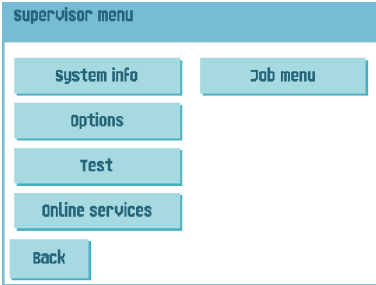 Supervisor menu
System info
Job menu
Options
Test
Online services
Back